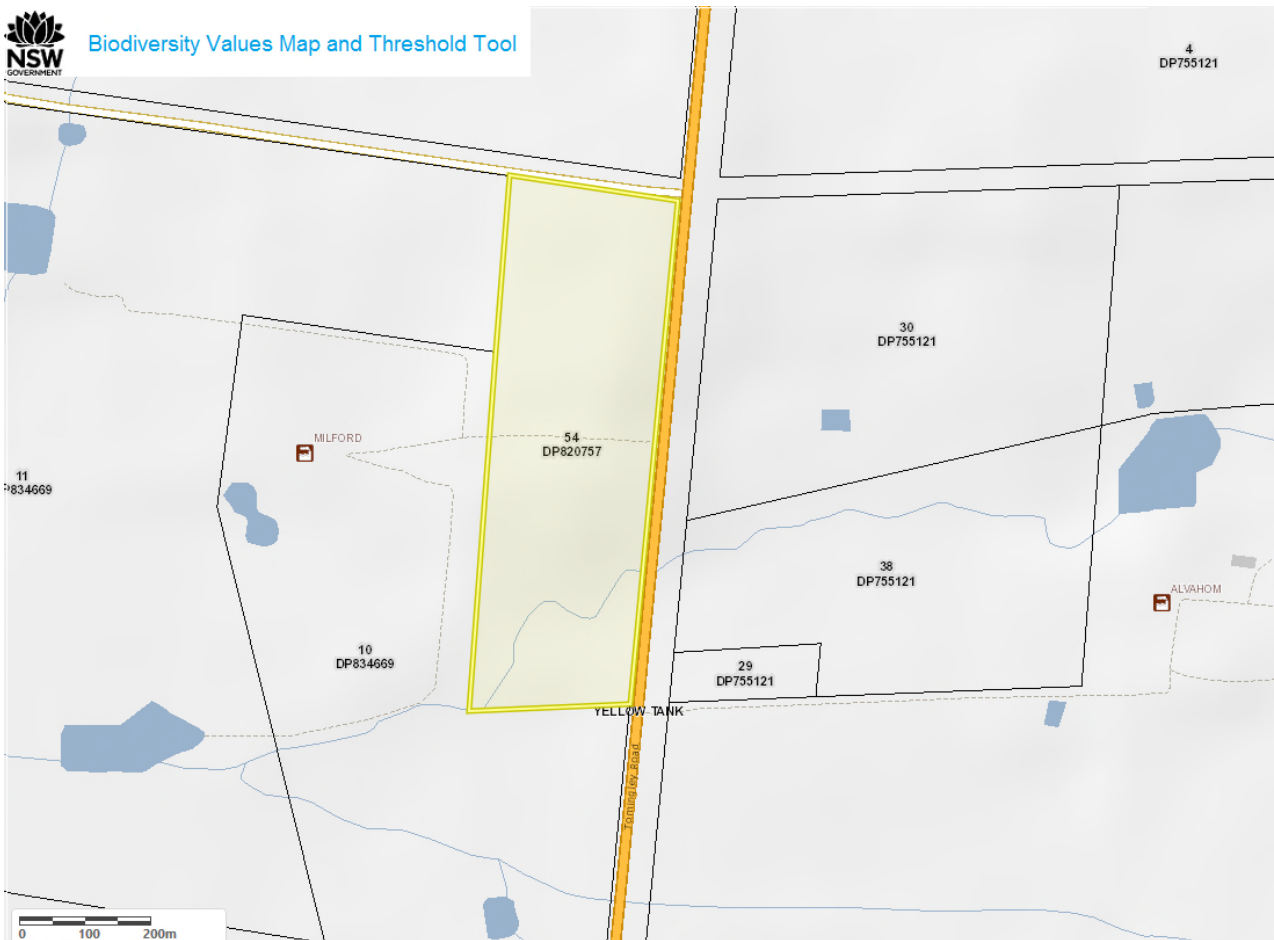 NSW
GOVERNMENT
Biodiversity Values Map and Threshold Tool
4
DP755121
30
DP755121
MILFORD
54
DP820757
11
P834669
38
DP755121
ALVAHOM
10
DP834669
29
DP755121
YELLOW TANK
Tomingley Road
0 100 200m